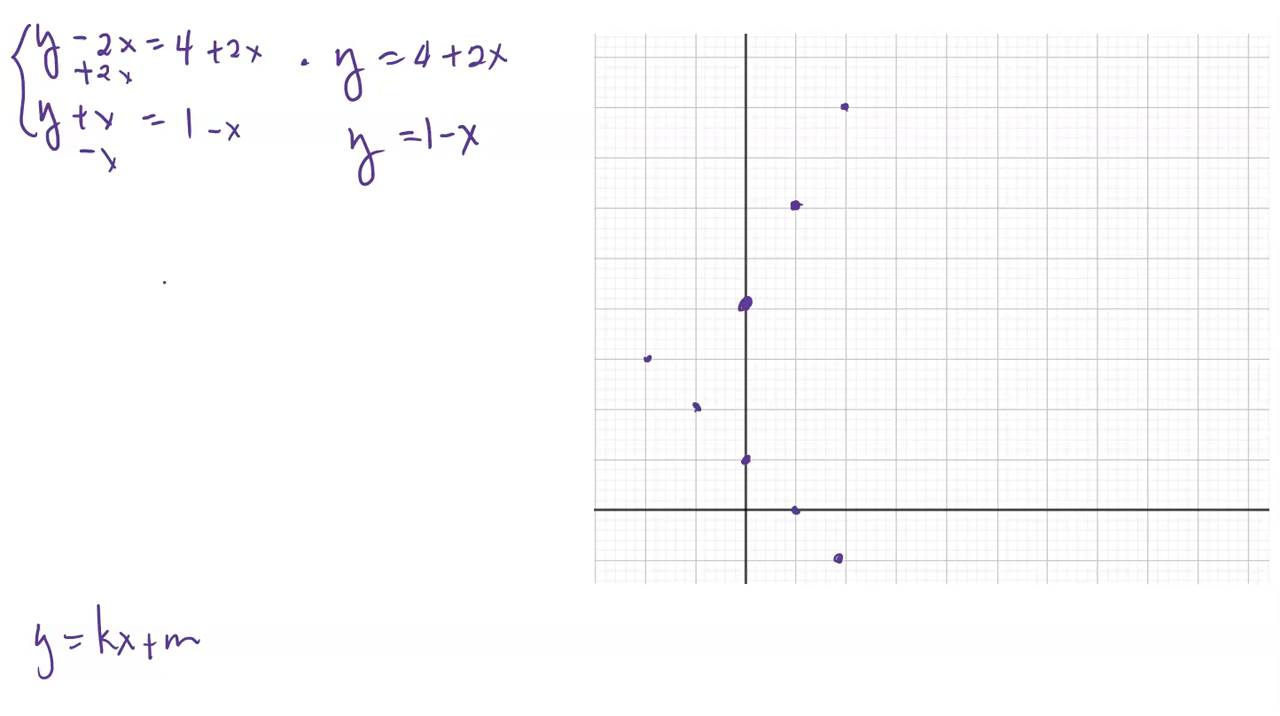 y - 2x = 4 + 2x . y = 4 + 2x
+2x
y + x = 1 - x y = 1 - x
-x
y = kx + m